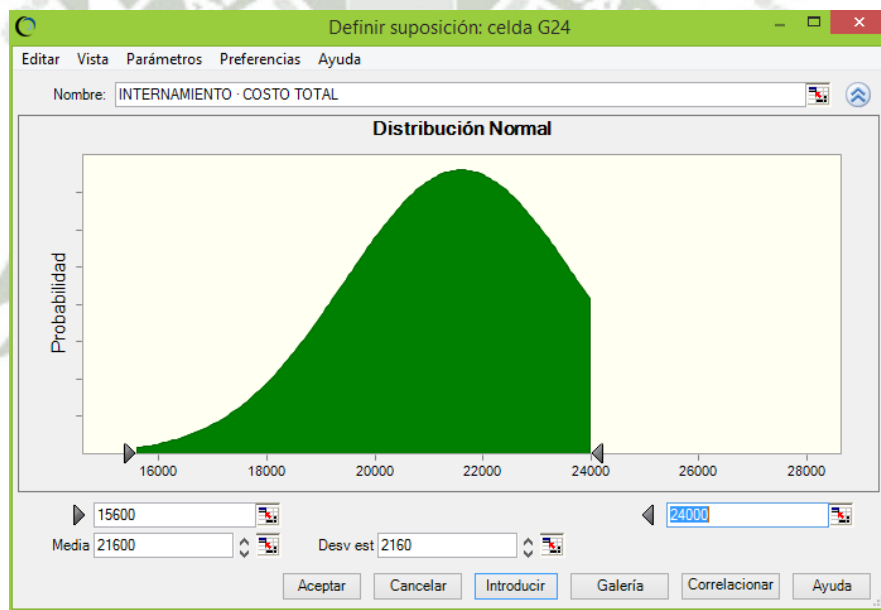 Definir suposición: celda G24
Editar Vista Parámetros Preferencias Ayuda
Nombre: INTERNAMIENTO · COSTO TOTAL
Distribución Normal
Probabilidad
16000 18000 20000 22000 24000 26000 28000
15600 24000
Media 21600 Desv est 2160
Aceptar Cancelar Introducir Galería Correlacionar Ayuda